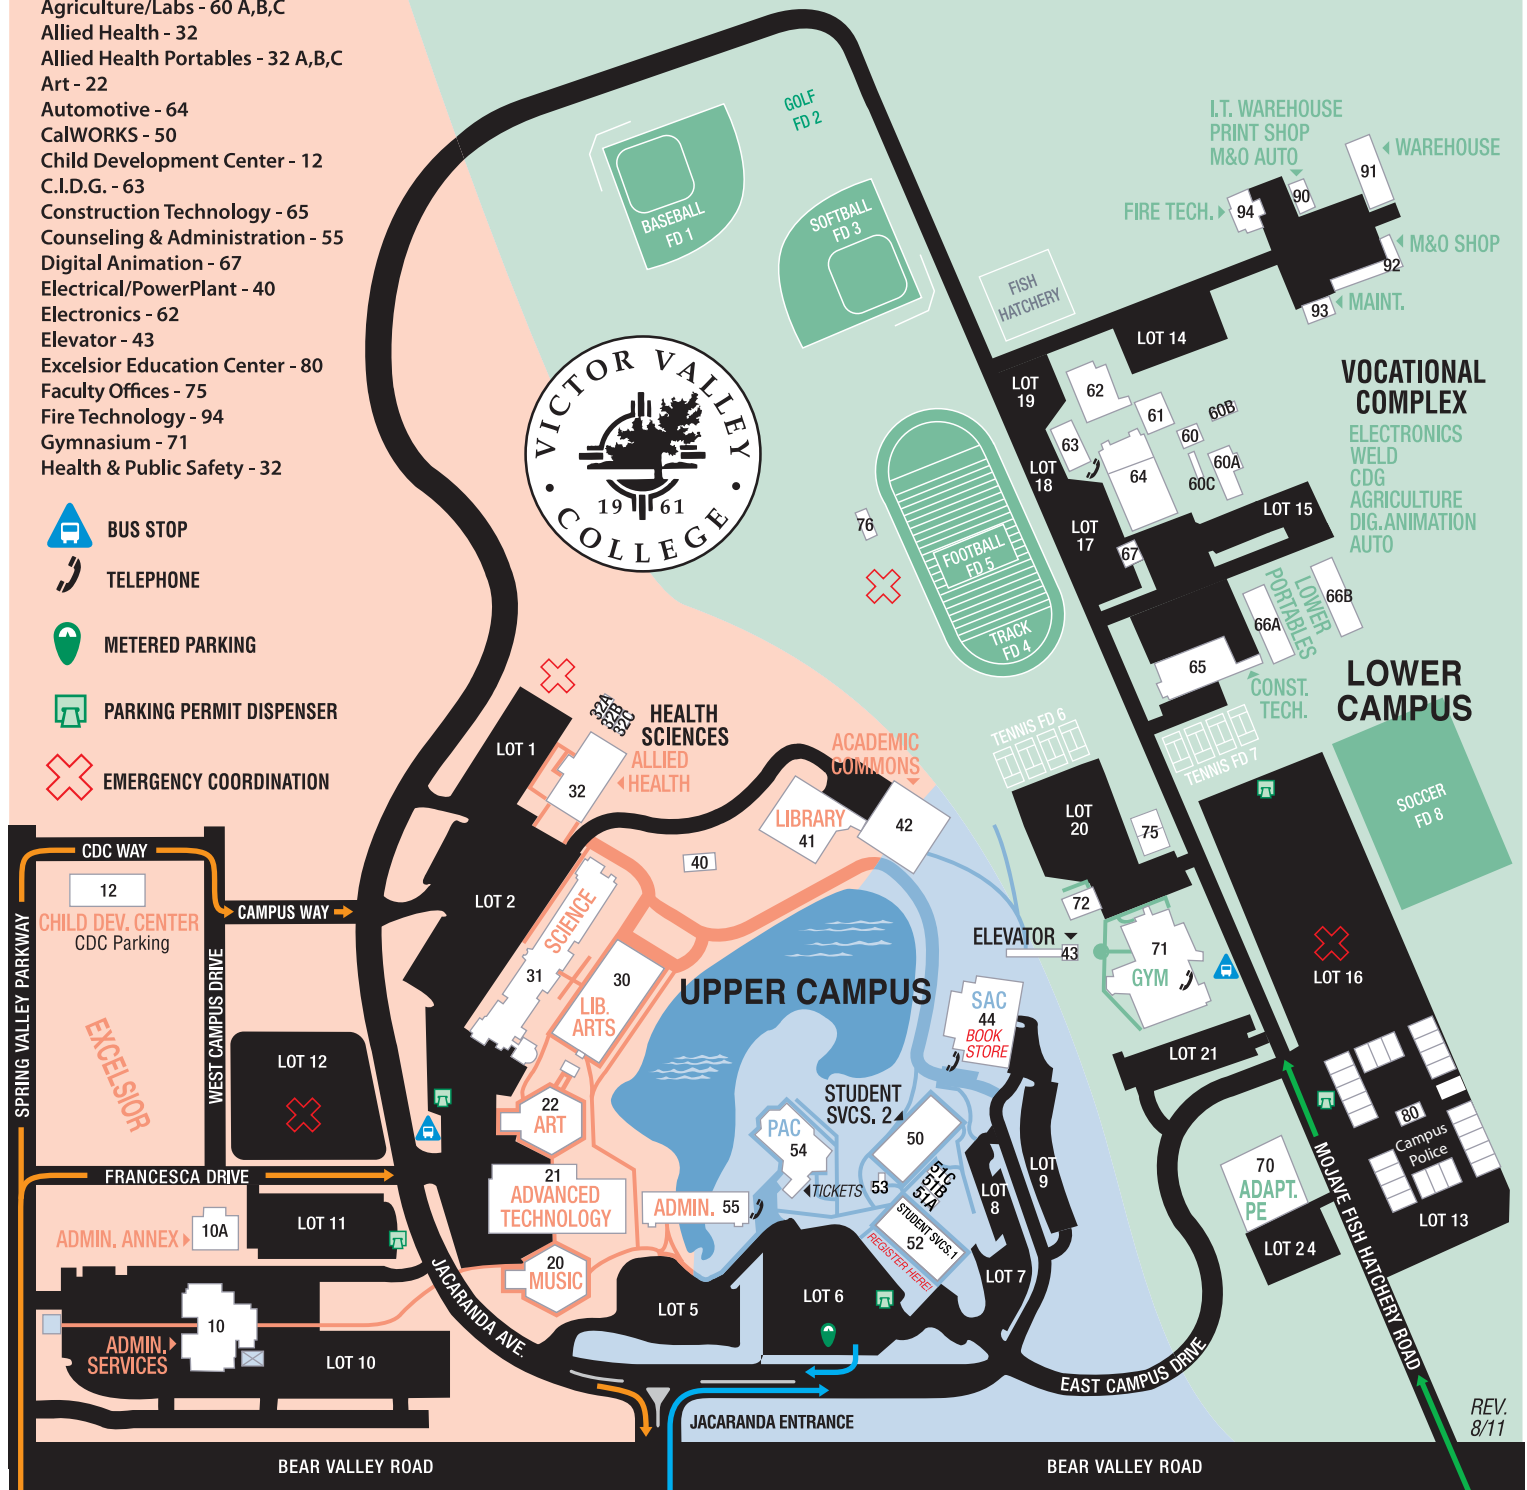 Agriculture/Labs - 60 A,B,C
Allied Health - 32
Allied Health Portables - 32 A,B,C
Art - 22
Automotive - 64
CalWORKS - 50
Child Development Center - 12
C.I.D.G. - 63
Construction Technology - 65
Counseling & Administration - 55
Digital Animation - 67
Electrical/PowerPlant - 40
Electronics - 62
Elevator - 43
Excelsior Education Center - 80
Faculty Offices - 75
Fire Technology - 94
Gymnasium - 71
Health & Public Safety - 32
BUS STOP
TELEPHONE
METERED PARKING
PARKING PERMIT DISPENSER
EMERGENCY COORDINATION
GOLF
FD 2
BASEBALL
FD 1
SOFTBALL
FD 3
FISH
HATCHERY
VICTOR VALLEY
19 61
COLLEGE
I.T. WAREHOUSE
PRINT SHOP
M&O AUTO
WAREHOUSE
91
90
94
FIRE TECH.
M&O SHOP
92
MAINT.
93
LOT 14
LOT
19
62
61
60B
60
63
60A
60C
64
LOT
18
LOT
17
67
LOT 15
VOCATIONAL
COMPLEX
ELECTRONICS
WELD
CDG
AGRICULTURE
DIG.ANIMATION
AUTO
76
FOOTBALL
FD 5
TRACK
FD 4
LOWER
PORTABLES
66A
66B
65
CONST.
TECH.
LOWER
CAMPUS
TENNIS FD 6
TENNIS FD 7
SOCCER
FD 8
LOT
20
75
72
ELEVATOR
43
71
GYM
LOT 16
LOT 21
LOT 1
32A
32B
32C
HEALTH
SCIENCES
ALLIED
HEALTH
32
ACADEMIC
COMMONS
LIBRARY
41
42
40
LOT 2
SCIENCE
31
30
LIB.
ARTS
UPPER CAMPUS
SAC
44
BOOK
STORE
CDC WAY
12
CHILD DEV. CENTER
CDC Parking
CAMPUS WAY
SPRING VALLEY PARKWAY
WEST CAMPUS DRIVE
EXCELSIOR
LOT 12
FRANCESCA DRIVE
22
ART
21
ADVANCED
TECHNOLOGY
20
MUSIC
ADMIN. 55
PAC
54
TICKETS
STUDENT
SVCS. 2
50
53
51C
51B
51A
STUDENT SVCS.1
52
REGISTER HERE!
LOT
9
LOT
8
LOT 7
LOT 6
LOT 5
80
Campus
Police
70
ADAPT.
PE
LOT 13
LOT 24
MOJAVE FISH HATCHERY ROAD
ADMIN. ANNEX
10A
LOT 11
10
ADMIN.
SERVICES
LOT 10
JACARANDA AVE.
EAST CAMPUS DRIVE
JACARANDA ENTRANCE
REV.
8/11
BEAR VALLEY ROAD
BEAR VALLEY ROAD